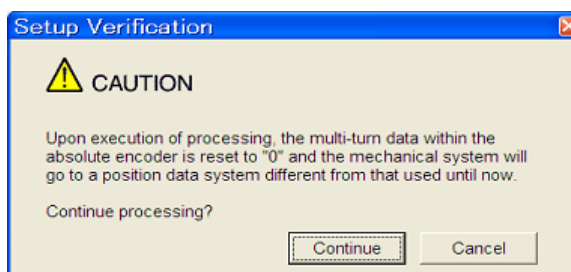 Setup Verification
CAUTION
Upon execution of processing, the multi-turn data within the
absolute encoder is reset to "0" and the mechanical system will
go to a position data system different from that used until now.
Continue processing?
Continue
Cancel